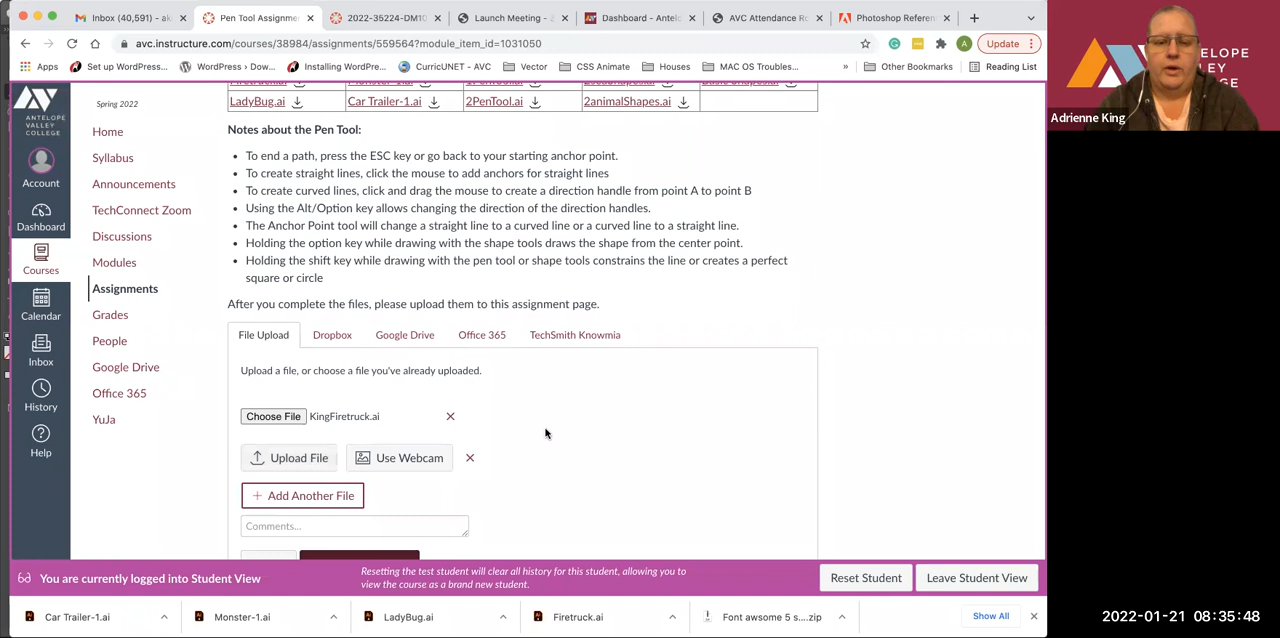 Inbox (40,591) - ak
Pen Tool Assignme
2022-35224-DM10
Launch Meeting - Z
Dashboard - Antelo
AVC Attendance Ro
Photoshop Referen
avc.instructure.com/courses/38984/assignments/559564?module_item_id=1031050
A
Update
Apps
Set up WordPress...
WordPress › Dow...
Installing WordPre...
CurricUNET - AVC
Vector
CSS Animate
Houses
MAC OS Troubles...
»
Other Bookmarks
Reading List
ANTELOPE
VALLEY
COLLEGE
Account
Dashboard
Courses
Calendar
Inbox
History
Help
Spring 2022
Home
Syllabus
Announcements
TechConnect Zoom
Discussions
Modules
Assignments
Grades
People
Google Drive
Office 365
YuJa
LadyBug.ai
Car Trailer-1.ai
2PenTool.ai
2animalShapes.ai
Notes about the Pen Tool:
To end a path, press the ESC key or go back to your starting anchor point.
To create straight lines, click the mouse to add anchors for straight lines
To create curved lines, click and drag the mouse to create a direction handle from point A to point B
Using the Alt/Option key allows changing the direction of the direction handles.
The Anchor Point tool will change a straight line to a curved line or a curved line to a straight line.
Holding the option key while drawing with the shape tools draws the shape from the center point.
Holding the shift key while drawing with the pen tool or shape tools constrains the line or creates a perfect
square or circle
After you complete the files, please upload them to this assignment page.
File Upload
Dropbox
Google Drive
Office 365
TechSmith Knowmia
Upload a file, or choose a file you've already uploaded.
Choose File KingFiretruck.ai
Upload File
Use Webcam
+ Add Another File
Comments...
You are currently logged into Student View
Resetting the test student will clear all history for this student, allowing you to
view the course as a brand new student.
Reset Student
Leave Student View
Car Trailer-1.ai
Monster-1.ai
LadyBug.ai
Firetruck.ai
Font awsome 5 s....zip
Show All
ELOPE
EY
GE
Adrienne King
2022-01-21 08:35:48